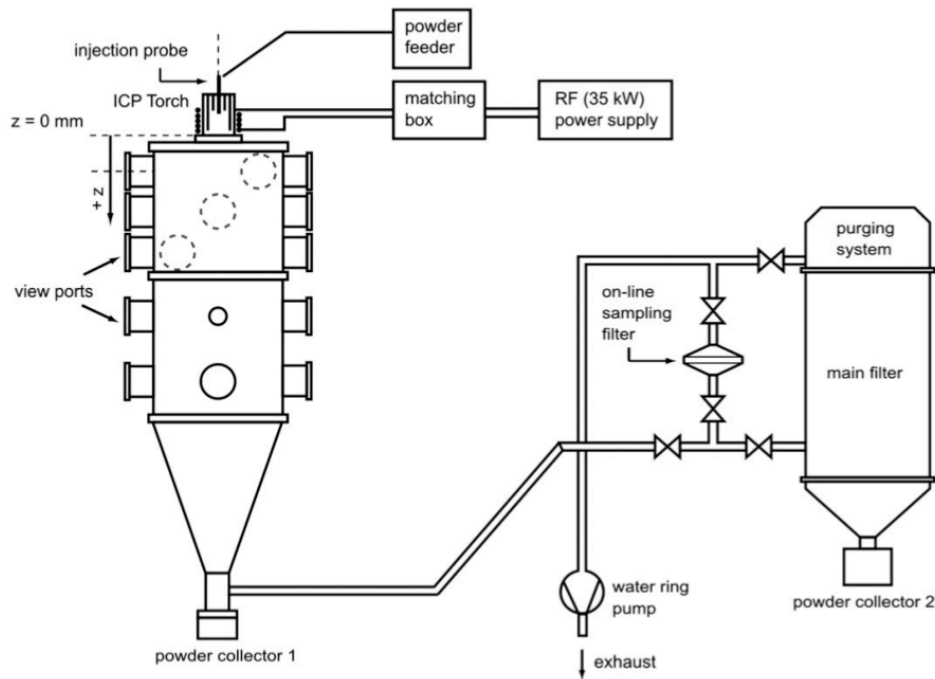 powder
feeder
injection probe
ICP Torch
matching
box
RF (35 kW)
power supply
z = 0 mm
+ z
view ports
purging
system
on-line
sampling
filter
main filter
water ring
pump
powder collector 2
powder collector 1
exhaust